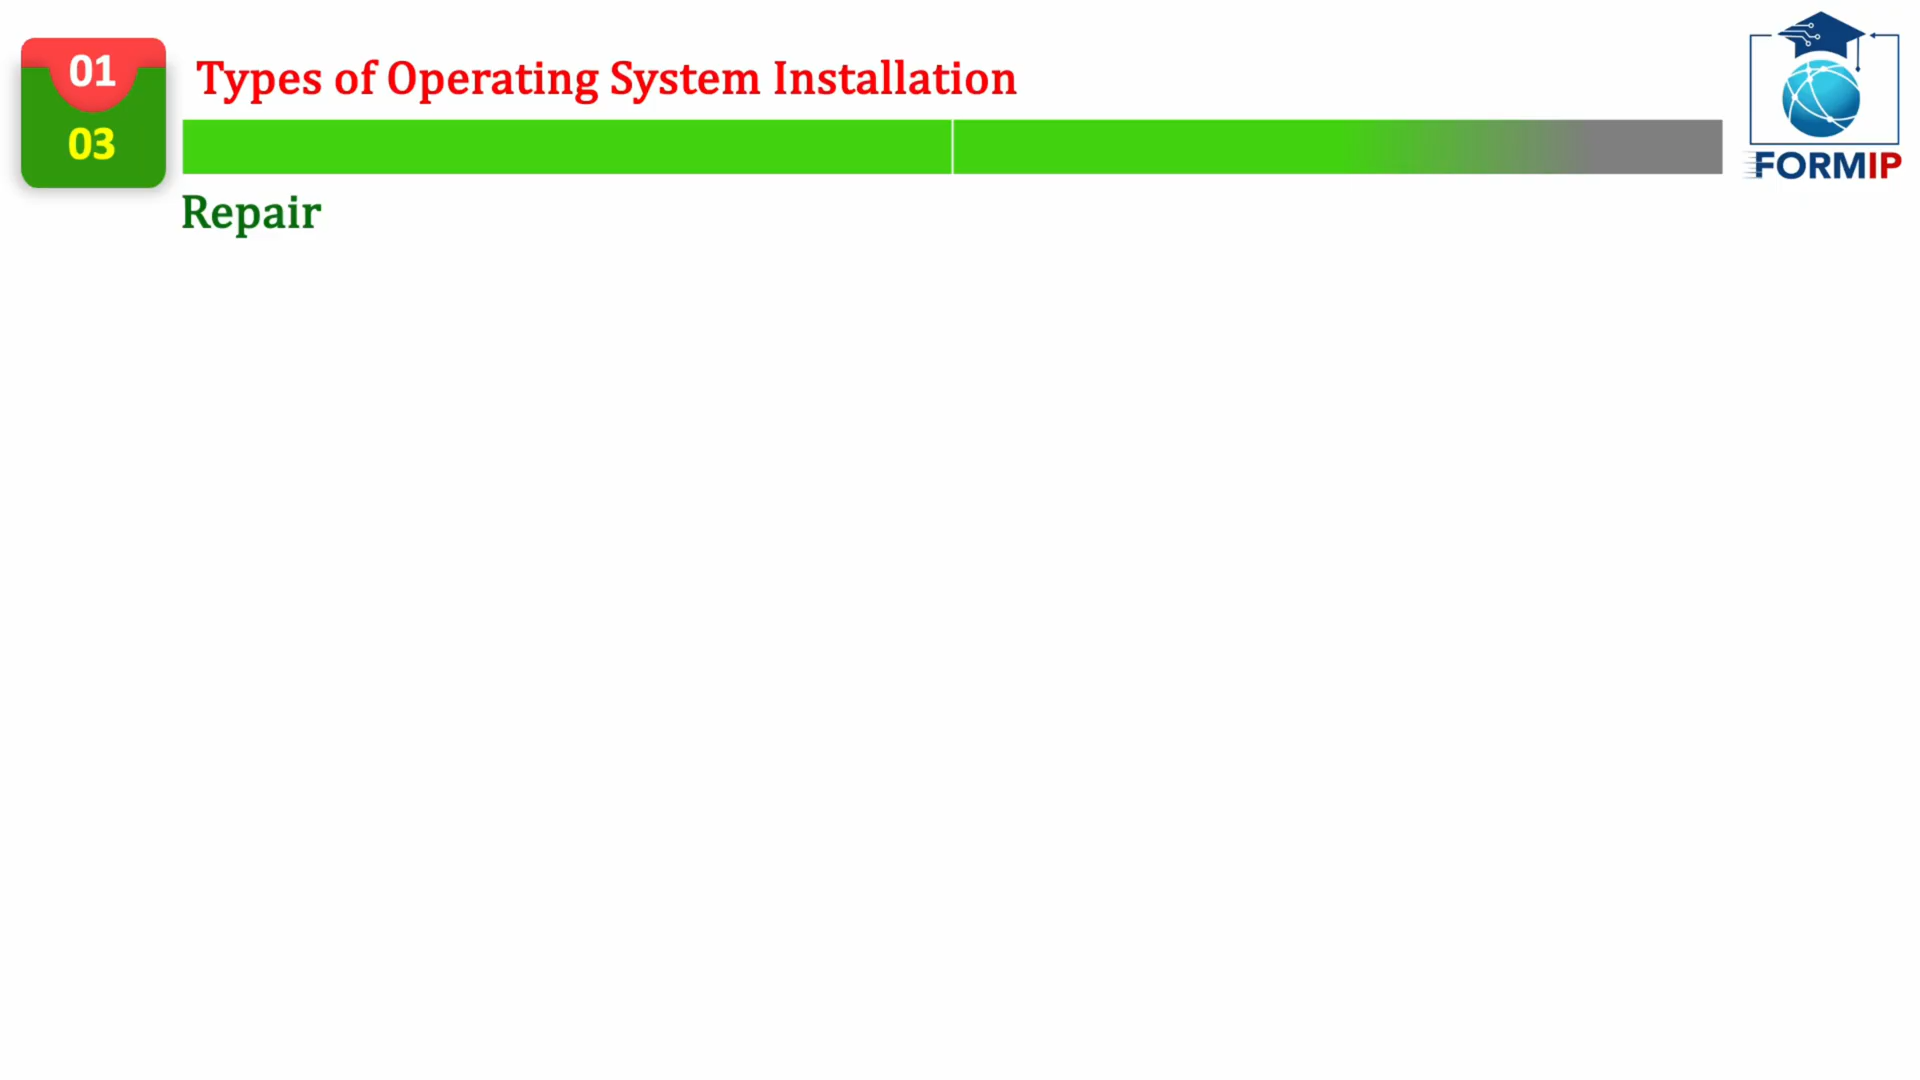 01
Types of Operating System Installation
03
FORMIP
Repair